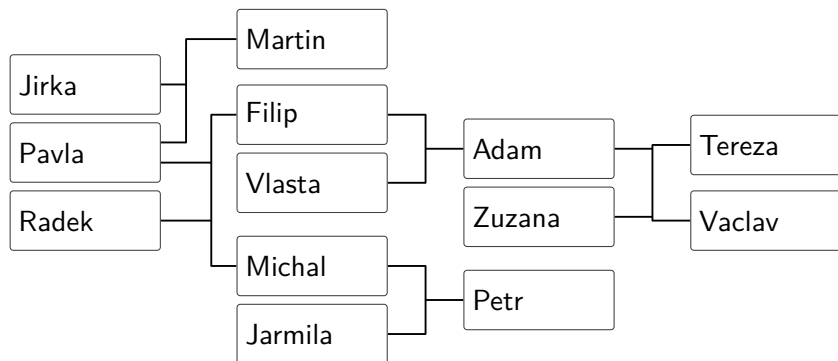 Martin
Jirka
Filip
Pavla
Adam
Tereza
Vlasta
Radek
Zuzana
Vaclav
Michal
Petr
Jarmila